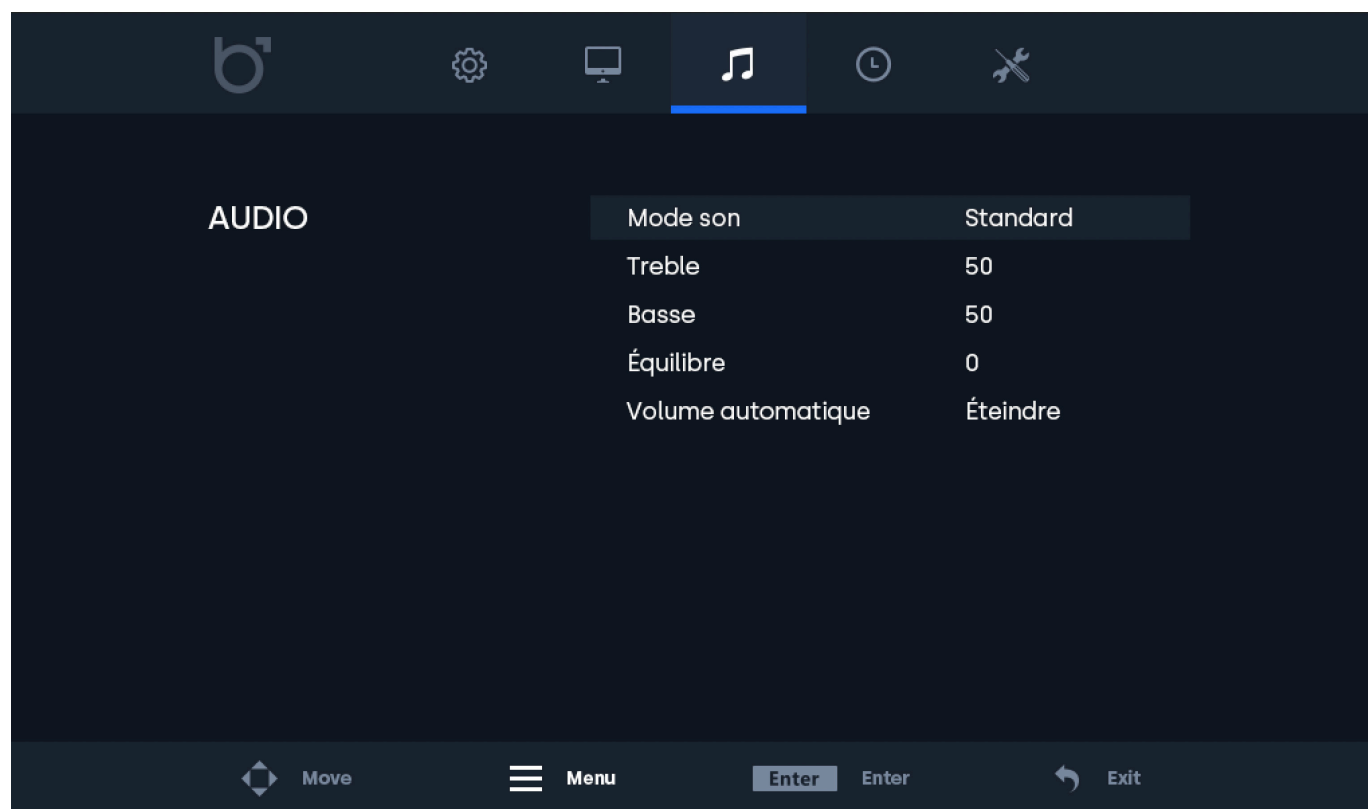 AUDIO
Mode son Standard
Treble 50
Basse 50
Équilibre 0
Volume automatique Éteindre
Move Menu Enter Enter Exit